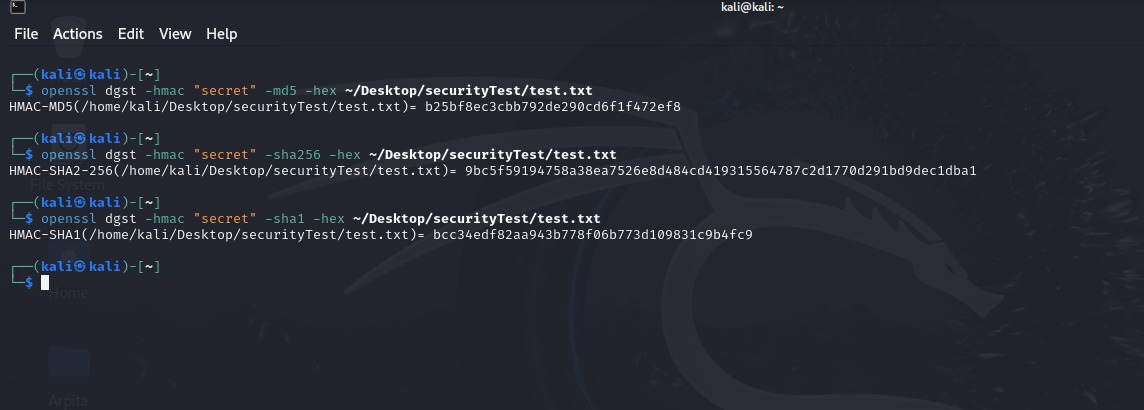 kali@kali: ~
File Actions Edit View Help
┌──(kali㉿kali)-[~]
└─$ openssl dgst -hmac "secret" -md5 -hex ~/Desktop/securityTest/test.txt
HMAC-MD5(/home/kali/Desktop/securityTest/test.txt)= b25bf8ec3cbb792de290cd6f1f472ef8
┌──(kali㉿kali)-[~]
└─$ openssl dgst -hmac "secret" -sha256 -hex ~/Desktop/securityTest/test.txt
HMAC-SHA2-256(/home/kali/Desktop/securityTest/test.txt)= 9bc5f59194758a38ea7526e8d484cd419315564787c2d1770d291bd9dec1dba1
File System
┌──(kali㉿kali)-[~]
└─$ openssl dgst -hmac "secret" -sha1 -hex ~/Desktop/securityTest/test.txt
HMAC-SHA1(/home/kali/Desktop/securityTest/test.txt)= bcc34edf82aa943b778f06b773d109831c9b4fc9
┌──(kali㉿kali)-[~]
└─$
Home
Arpita